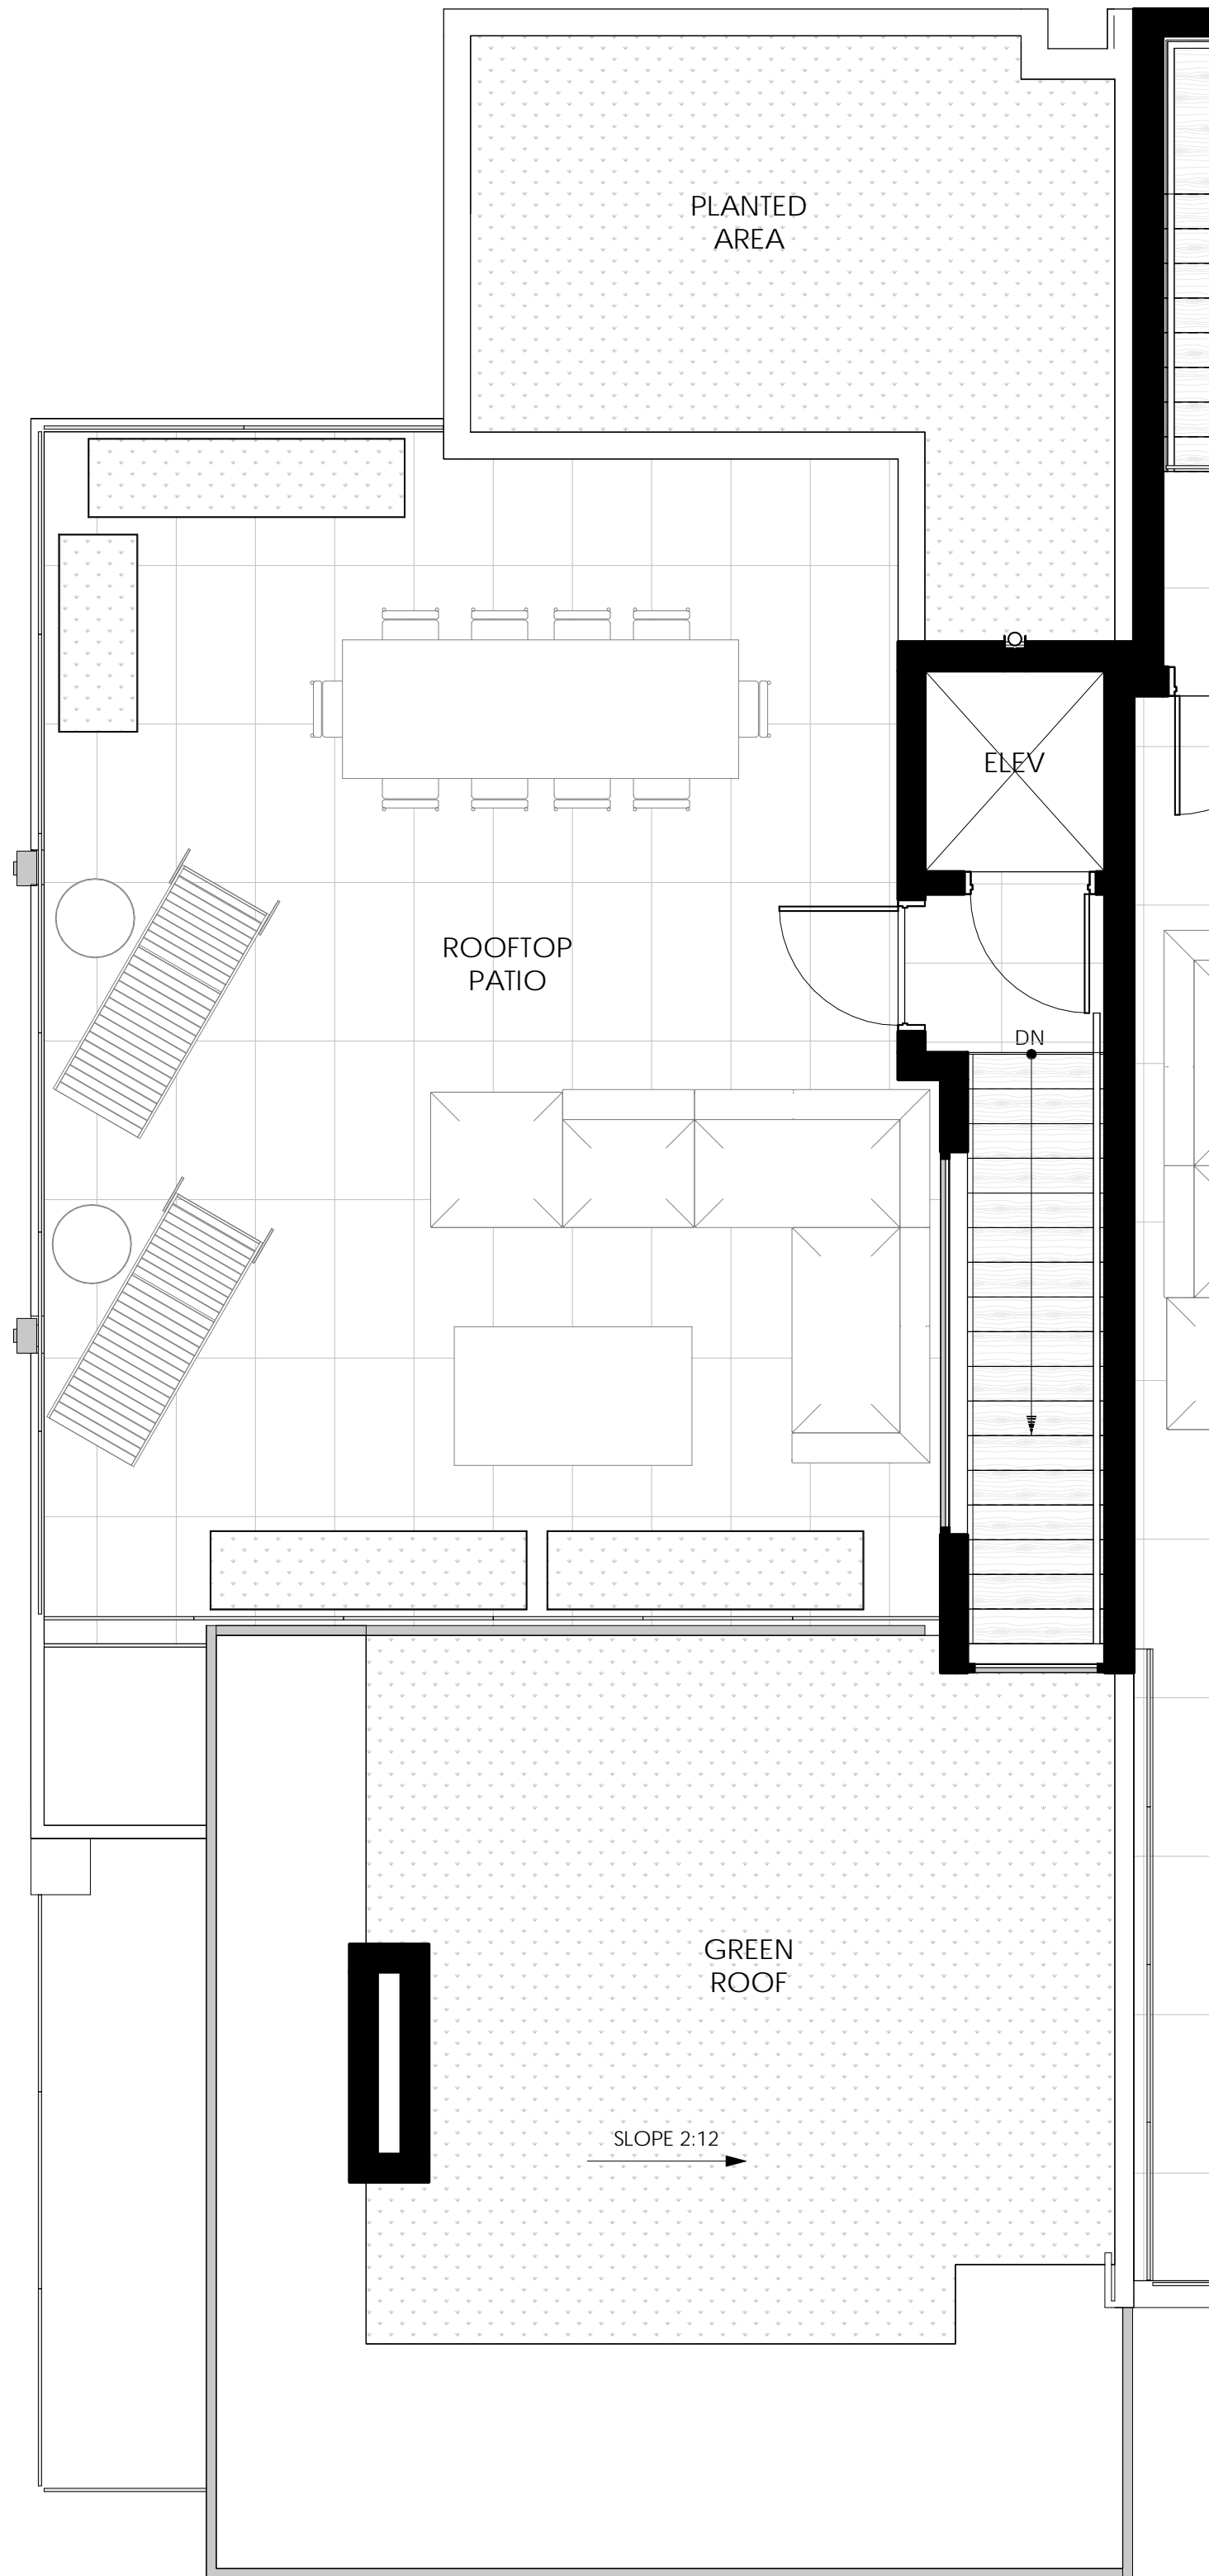 PLANTED
AREA
ELEV
ROOFTOP
PATIO
DN
GREEN
ROOF
SLOPE 2:12